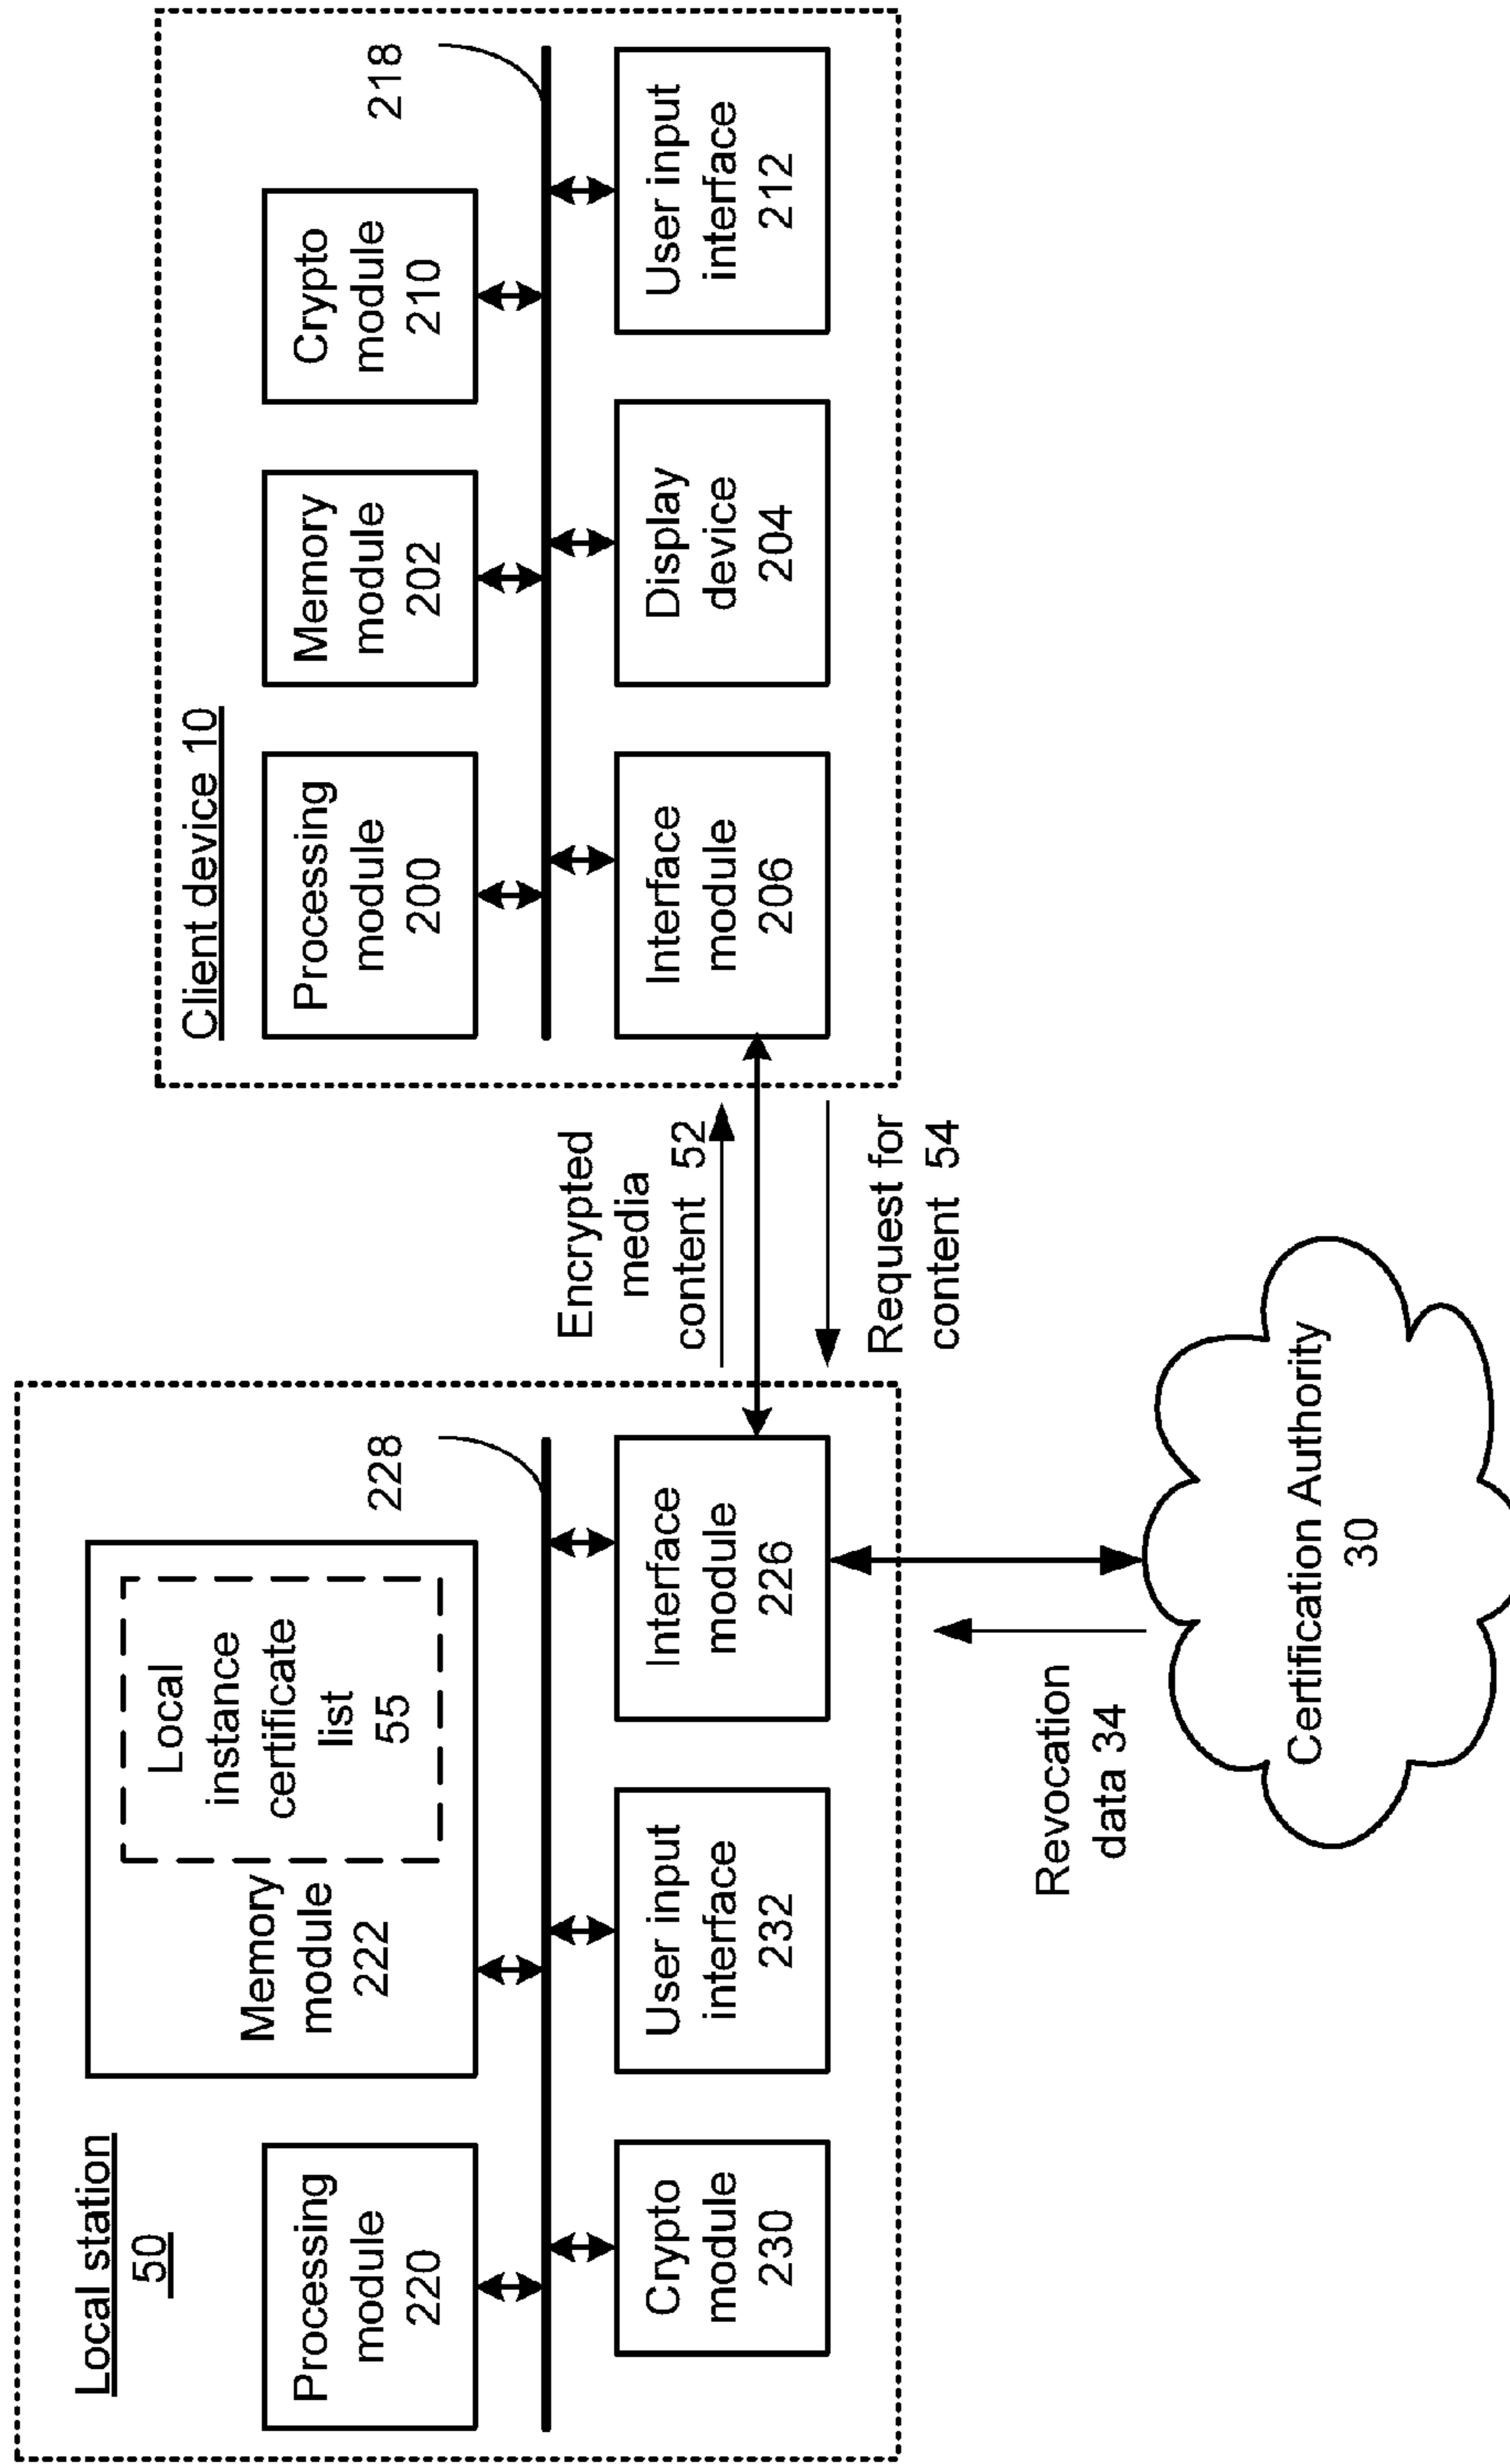 Local station
50
Processing
module
220
Memory
module
222
Local
instance
certificate
list
55
228
Crypto
module
230
User input
interface
232
Interface
module
226
Encrypted
media
content 52
Request for
content 54
Client device 10
Processing
module
200
Memory
module
202
Crypto
module
210
218
Interface
module
206
Display
device
204
User input
interface
212
Revocation
data 34
Certification Authority
30